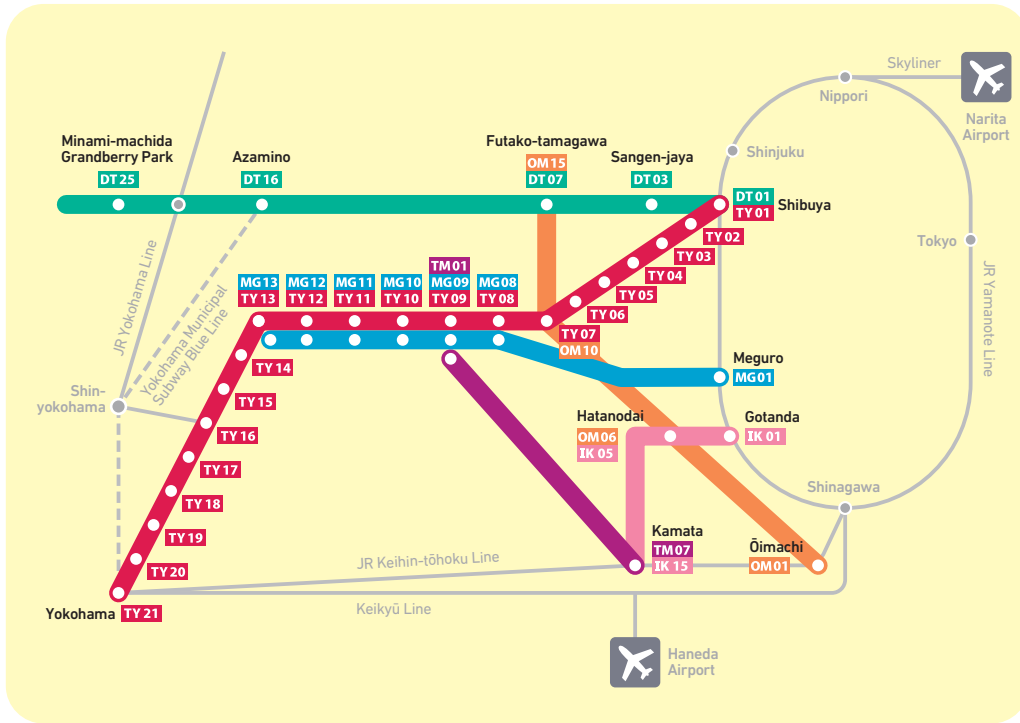 Skyliner
Nippori
Narita
Airport
Minami-machida
Grandberry Park
DT 25
Azamino
DT 16
Futako-tamagawa
OM 15
DT 07
Sangen-jaya
DT 03
Shinjuku
DT 01
TY 01
Shibuya
TY 02
TY 03
TY 04
TY 05
TY 06
TY 07
OM 10
Tokyo
JR Yamanote Line
TM 01
MG 13
MG 12
MG 11
MG 10
MG 09
MG 08
TY 13
TY 12
TY 11
TY 10
TY 09
TY 08
JR Yokohama Line
Yokohama Municipal
Subway Blue Line
TY 14
TY 15
TY 16
TY 17
TY 18
TY 19
TY 20
Shin-
yokohama
Meguro
MG 01
Hatanodai
OM 06
IK 05
Gotanda
IK 01
Shinagawa
Kamata
TM 07
IK 15
Ōimachi
OM 01
JR Keihin-tōhoku Line
Keikyū Line
Yokohama
TY 21
Haneda
Airport